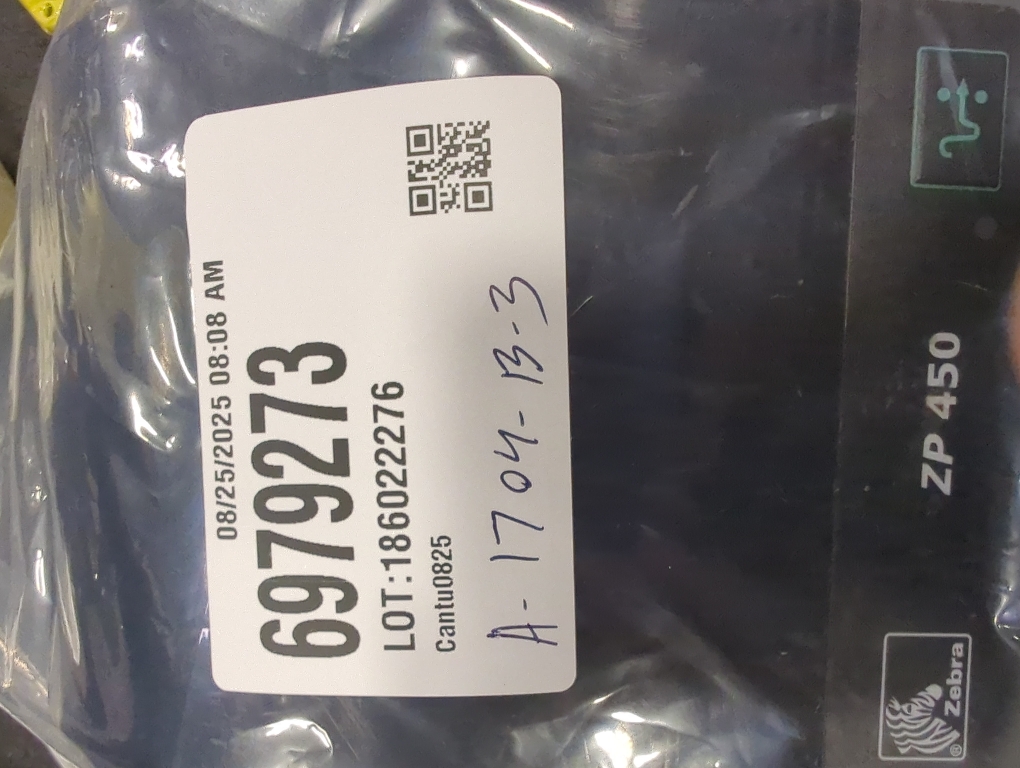 08/25/2025 08:08 AM
6979273
LOT:186022276
Cantu0825
A-1704-B-3
ZP 450
Zebra
®